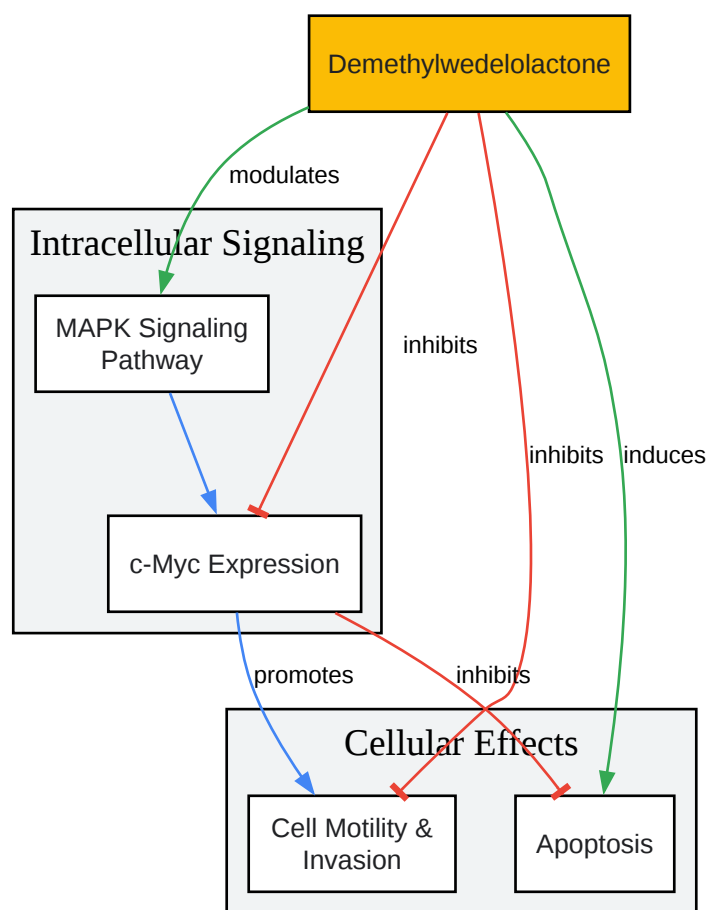 Demethylwedelolactone
modulates
Intracellular Signaling
MAPK Signaling
Pathway
inhibits
inhibits
induces
c-Myc Expression
promotes
inhibits
Cellular Effects
Cell Motility &
Invasion
Apoptosis